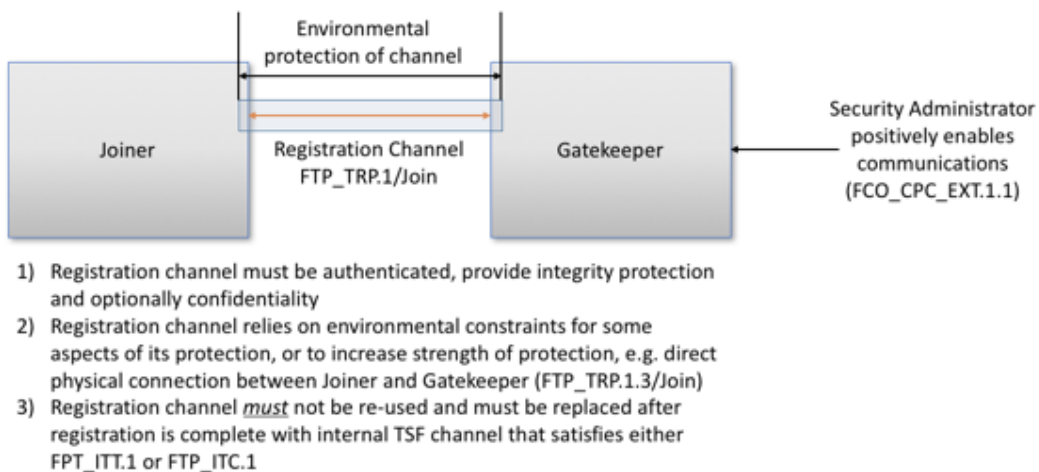 Environmental
protection of channel
Joiner
Registration Channel
FTP_TRP.1/Join
Gatekeeper
Security Administrator
positively enables
communications
(FCO_CPC_EXT.1.1)
1) Registration channel must be authenticated, provide integrity protection
and optionally confidentiality
2) Registration channel relies on environmental constraints for some
aspects of its protection, or to increase strength of protection, e.g. direct
physical connection between Joiner and Gatekeeper (FTP_TRP.1.3/Join)
3) Registration channel must not be re-used and must be replaced after
registration is complete with internal TSF channel that satisfies either
FPT_ITT.1 or FTP_ITC.1